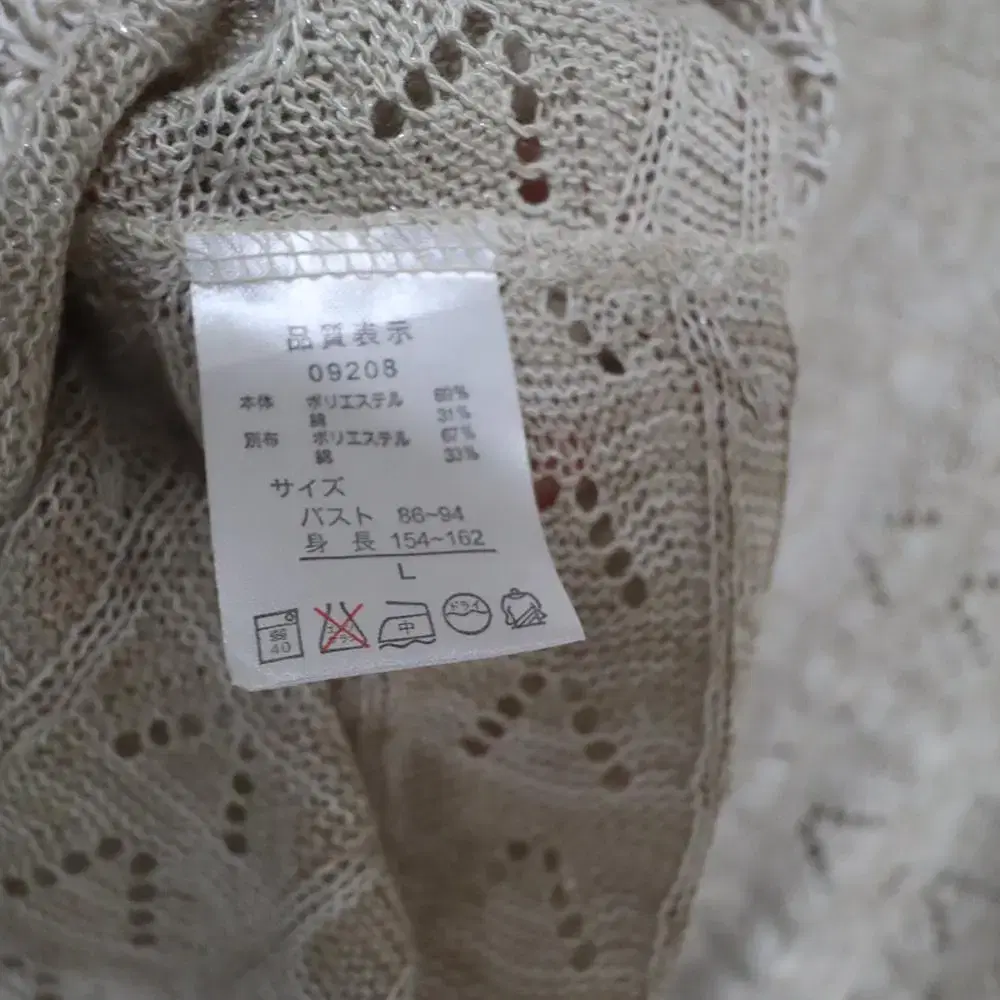 品質表示
09208
本体 ポリエステル 69%
綿 31%
別布 ポリエステル 67%
綿 33%
サイズ
バスト 86~94
身長 154~162
L
40 中 ドライ